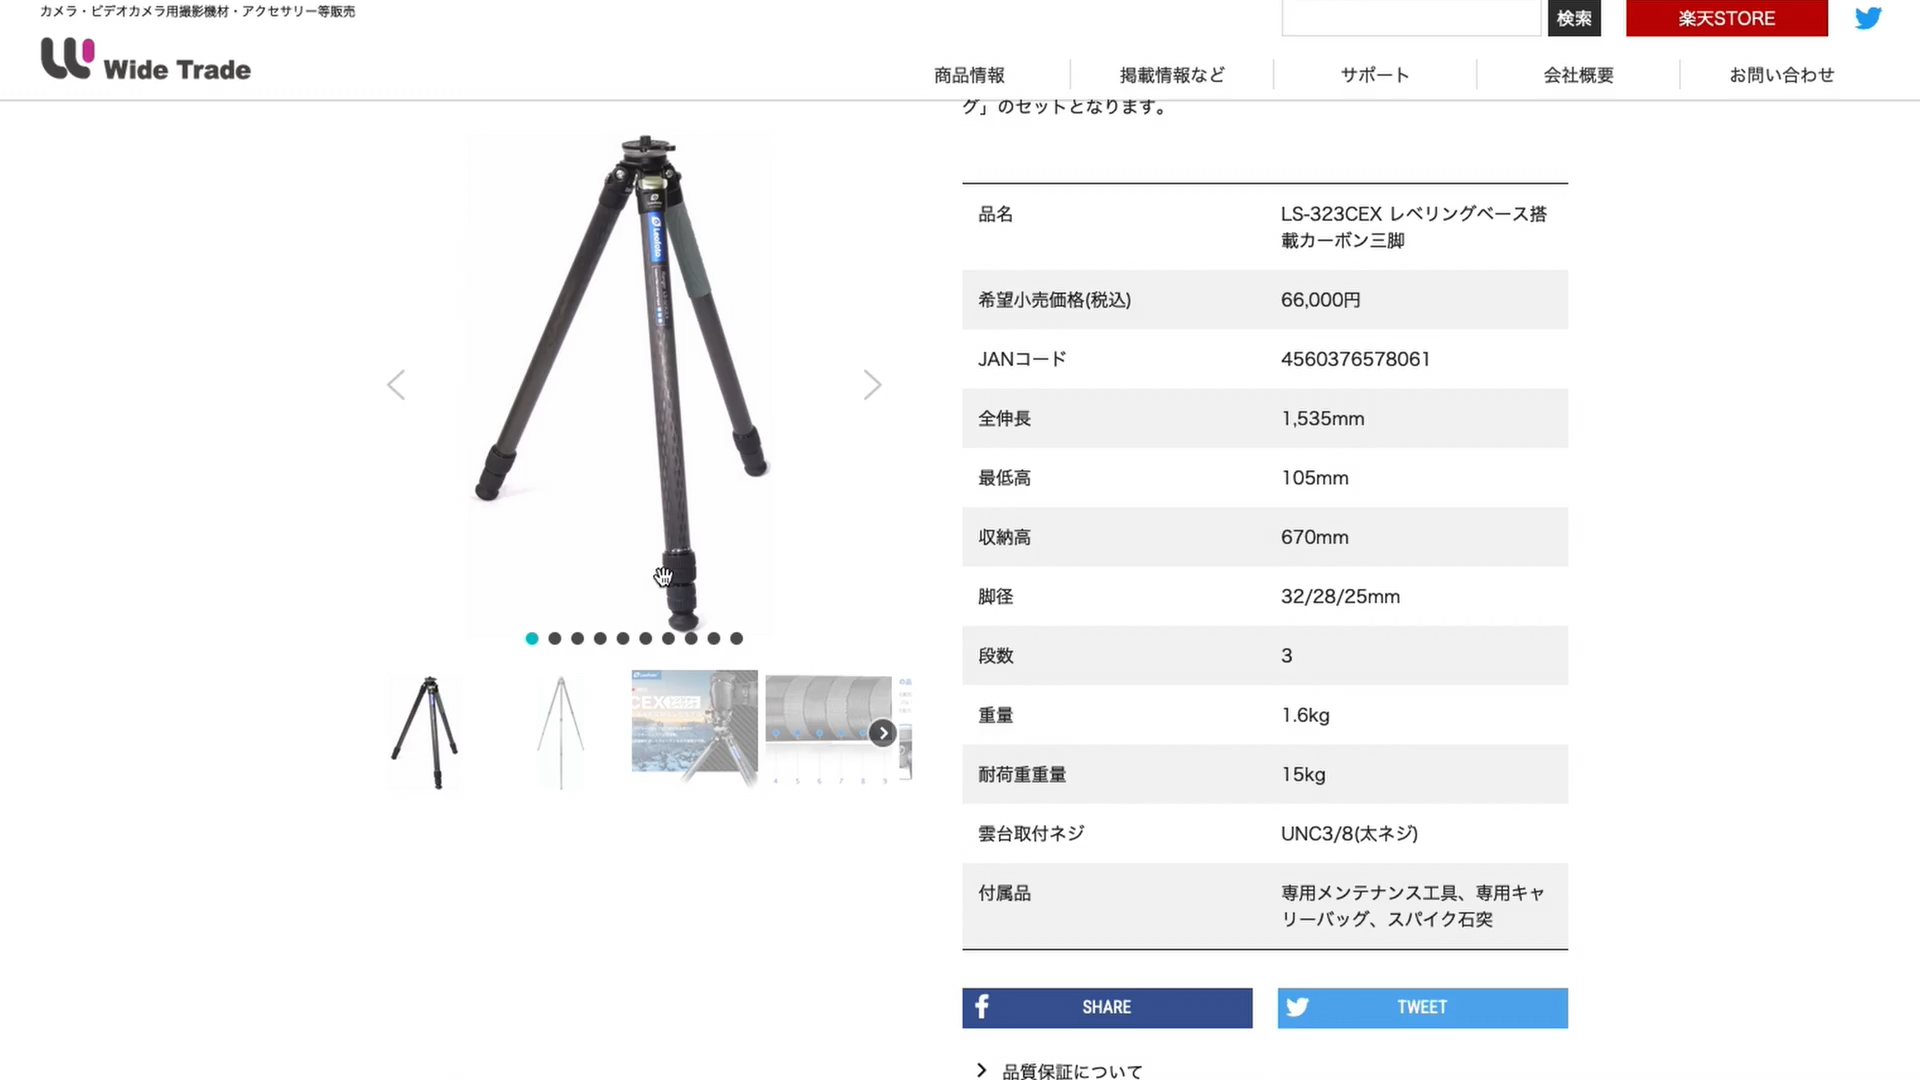 カメラ・ビデオカメラ用撮影機材・アクセサリー等販売
検索
楽天STORE
Wide Trade
商品情報
掲載情報など
サポート
会社概要
お問い合わせ
グ」のセットとなります。
品名
LS-323CEX レベリングベース搭
載カーボン三脚
希望小売価格(税込)
66,000円
JANコード
4560376578061
全伸長
1,535mm
最低高
105mm
収納高
670mm
脚径
32/28/25mm
段数
3
重量
1.6kg
耐荷重重量
15kg
雲台取付ネジ
UNC3/8(太ネジ)
付属品
専用メンテナンス工具、専用キャ
リーバッグ、スパイク石突
Leofoto
CEX
4 5 6 7 8 9
SHARE
TWEET
品質保証について